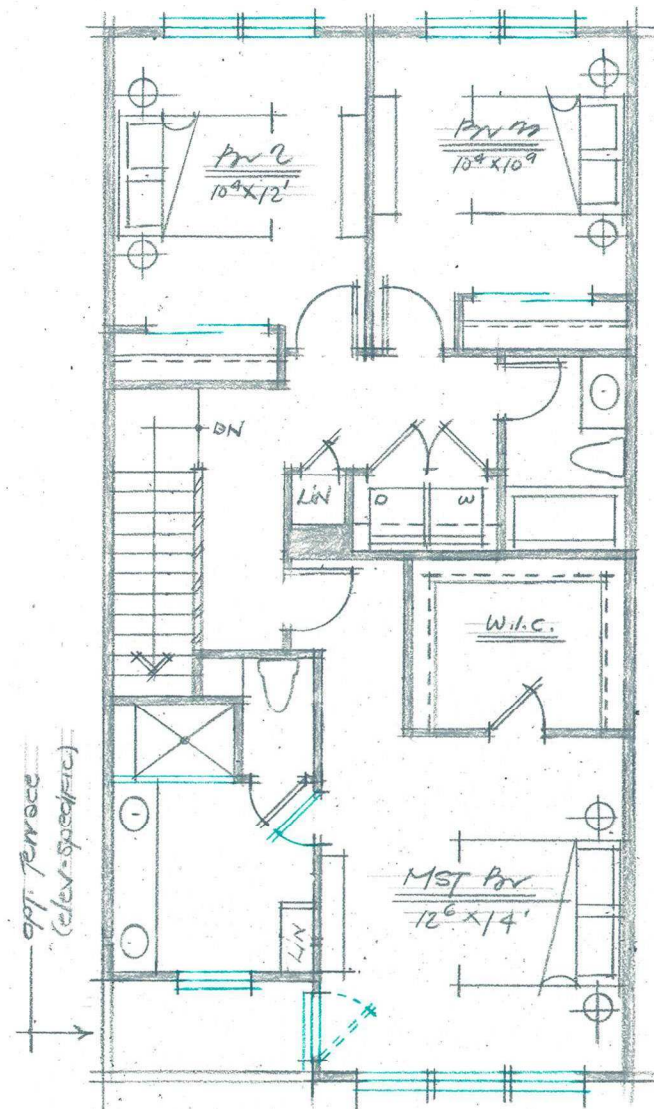 Br 2
10⁴ X 12'
Br 3
10⁴ X 10⁹
DN
LIN
D
W
W.I.C.
opt. Terrace
(elev-specific)
MST Br
12⁶ X 14'
LIN